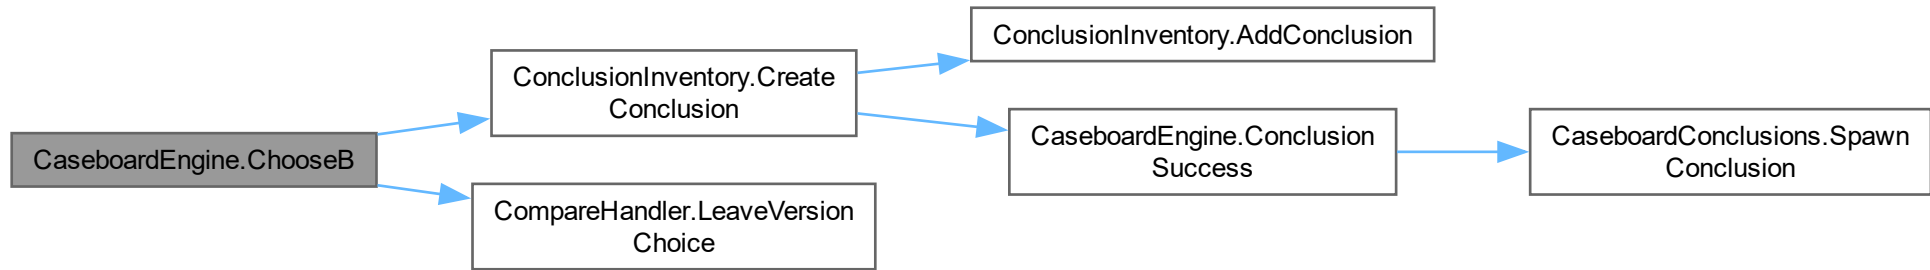 CaseboardEngine.ChooseB
ConclusionInventory.Create
Conclusion
CompareHandler.LeaveVersion
Choice
ConclusionInventory.AddConclusion
CaseboardEngine.Conclusion
Success
CaseboardConclusions.Spawn
Conclusion